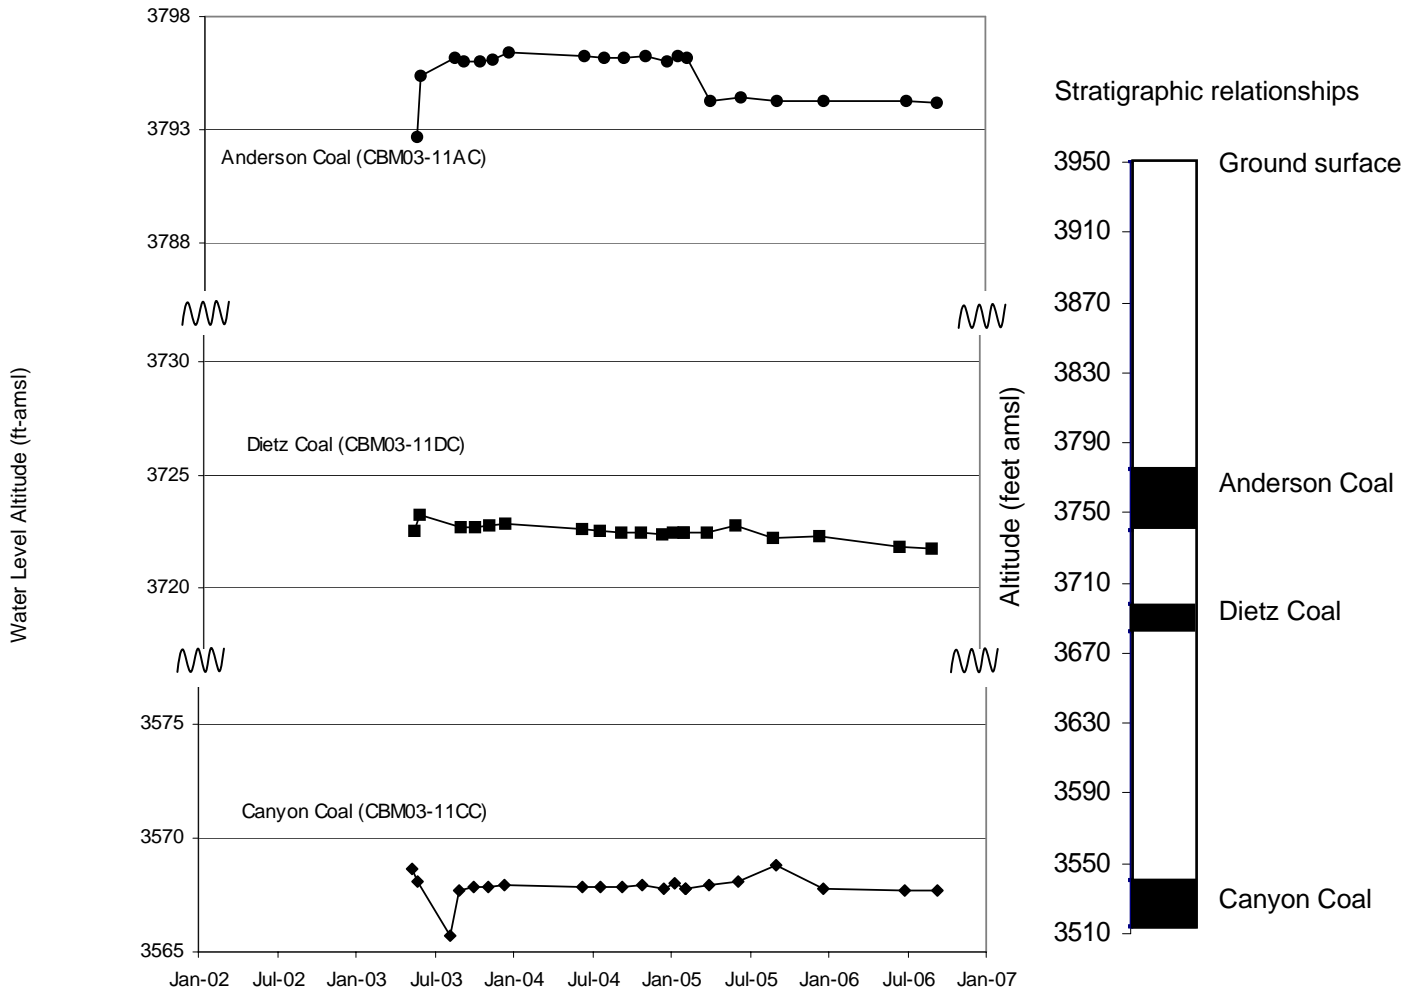 Water Level Altitude (ft-amsl)
3798
3793
Anderson Coal (CBM03-11AC)
3788
3730
Dietz Coal (CBM03-11DC)
3725
3720
3575
Canyon Coal (CBM03-11CC)
3570
3565
Jan-02 Jul-02 Jan-03 Jul-03 Jan-04 Jul-04 Jan-05 Jul-05 Jan-06 Jul-06 Jan-07
Stratigraphic relationships
Altitude (feet amsl)
3950 Ground surface
3910
3870
3830
3790
Anderson Coal
3750
3710
Dietz Coal
3670
3630
3590
3550
Canyon Coal
3510